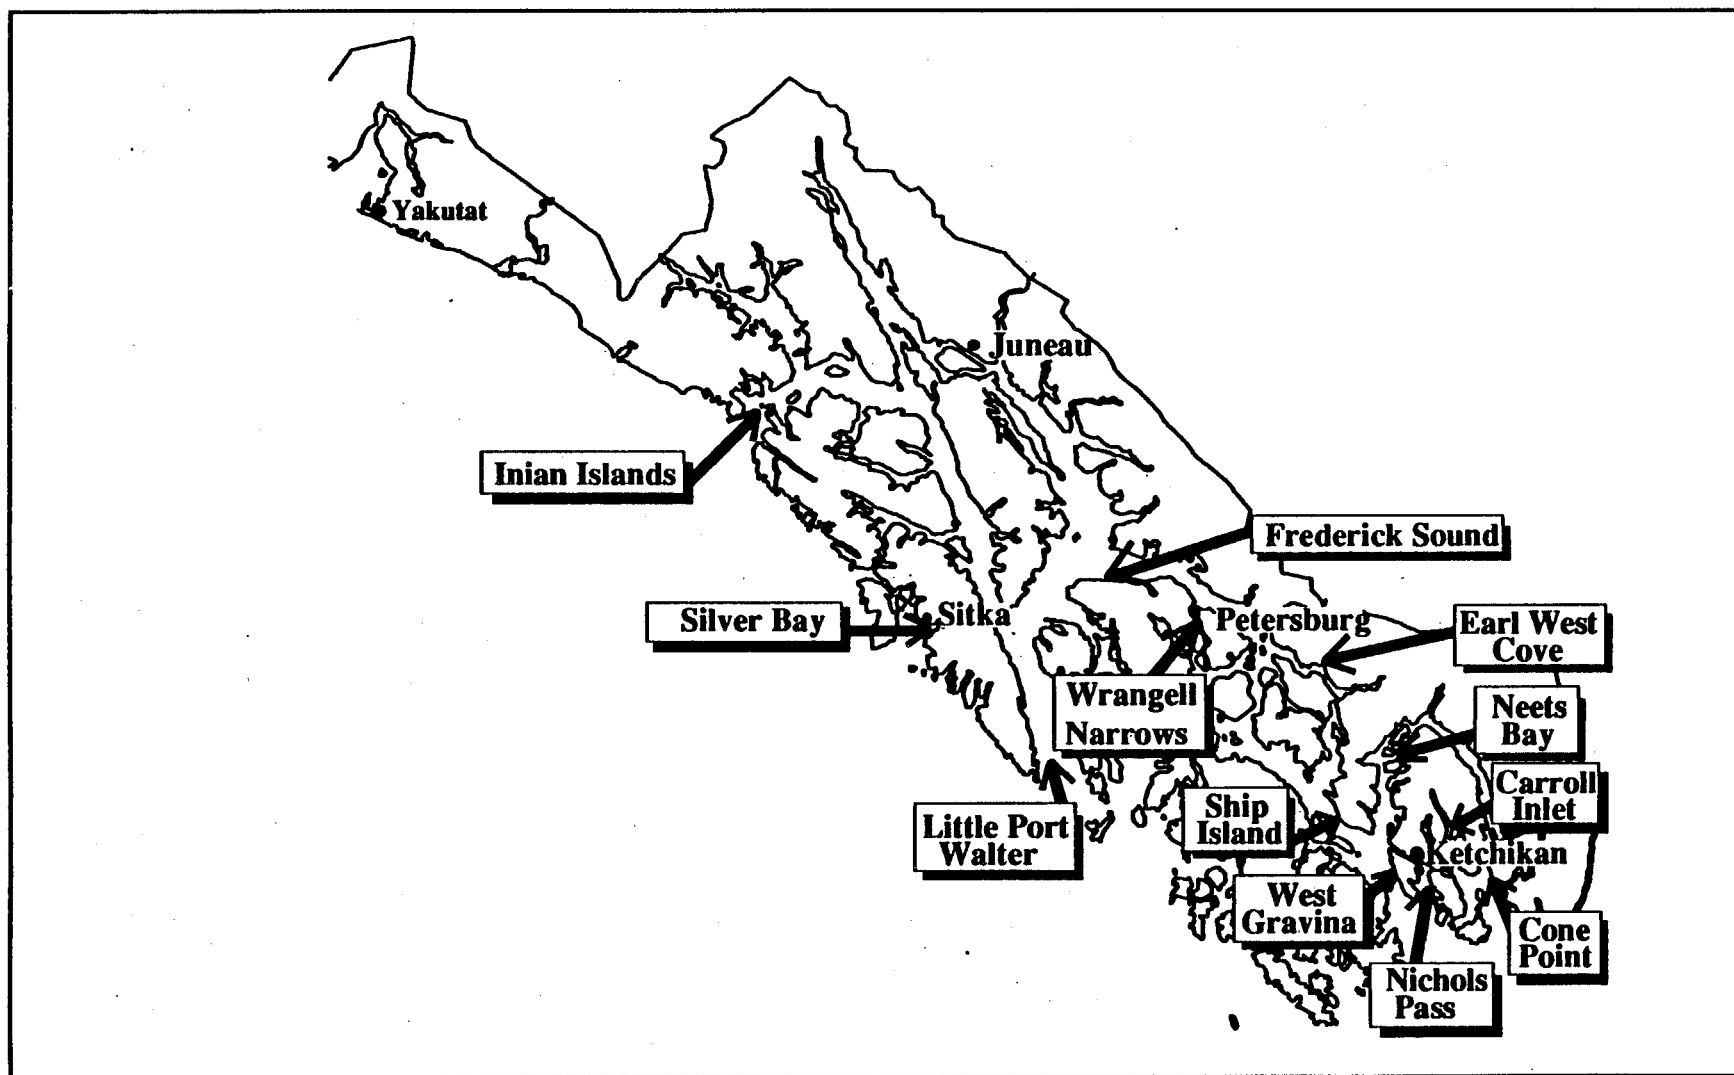 Yakutat
Juneau
Inian Islands
Frederick Sound
Silver Bay
Sitka
Petersburg
Earl West
Cove
Wrangell
Narrows
Neets
Bay
Carroll
Inlet
Ship
Island
Little Port
Walter
Ketchikan
West
Gravina
Cone
Point
Nichols
Pass